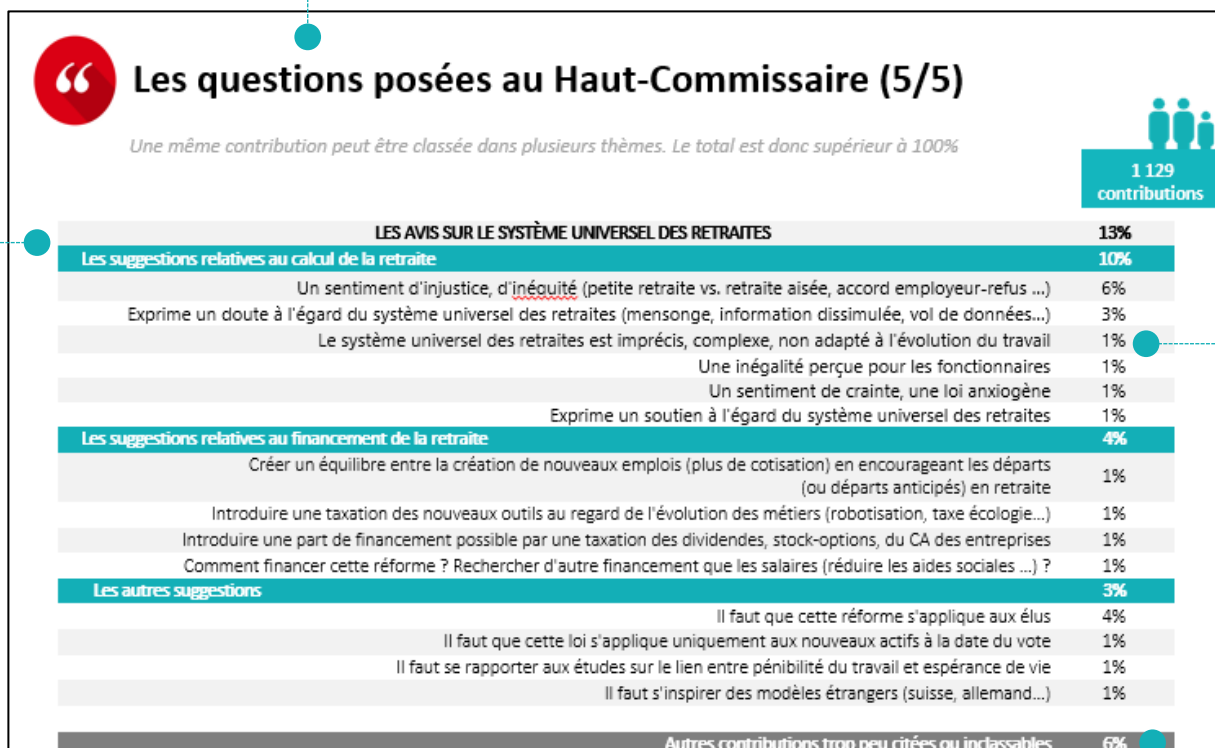 “
Les questions posées au Haut-Commissaire (5/5)
Une même contribution peut être classée dans plusieurs thèmes. Le total est donc supérieur à 100%
1 129
contributions
LES AVIS SUR LE SYSTÈME UNIVERSEL DES RETRAITES 13%
Les suggestions relatives au calcul de la retraite 10%
Un sentiment d'injustice, d'inéquité (petite retraite vs. retraite aisée, accord employeur-refus ...) 6%
Exprime un doute à l'égard du système universel des retraites (mensonge, information dissimulée, vol de données...) 3%
Le système universel des retraites est imprécis, complexe, non adapté à l'évolution du travail 1%
Une inégalité perçue pour les fonctionnaires 1%
Un sentiment de crainte, une loi anxiogène 1%
Exprime un soutien à l'égard du système universel des retraites 1%
Les suggestions relatives au financement de la retraite 4%
Créer un équilibre entre la création de nouveaux emplois (plus de cotisation) en encourageant les départs
(ou départs anticipés) en retraite 1%
Introduire une taxation des nouveaux outils au regard de l'évolution des métiers (robotisation, taxe écologie...) 1%
Introduire une part de financement possible par une taxation des dividendes, stock-options, du CA des entreprises 1%
Comment financer cette réforme ? Rechercher d'autre financement que les salaires (réduire les aides sociales ...) ? 1%
Les autres suggestions 3%
Il faut que cette réforme s'applique aux élus 4%
Il faut que cette loi s'applique uniquement aux nouveaux actifs à la date du vote 1%
Il faut se rapporter aux études sur le lien entre pénibilité du travail et espérance de vie 1%
Il faut s'inspirer des modèles étrangers (suisse, allemand...) 1%
Autres contributions trop peu citées ou inclassables 6%